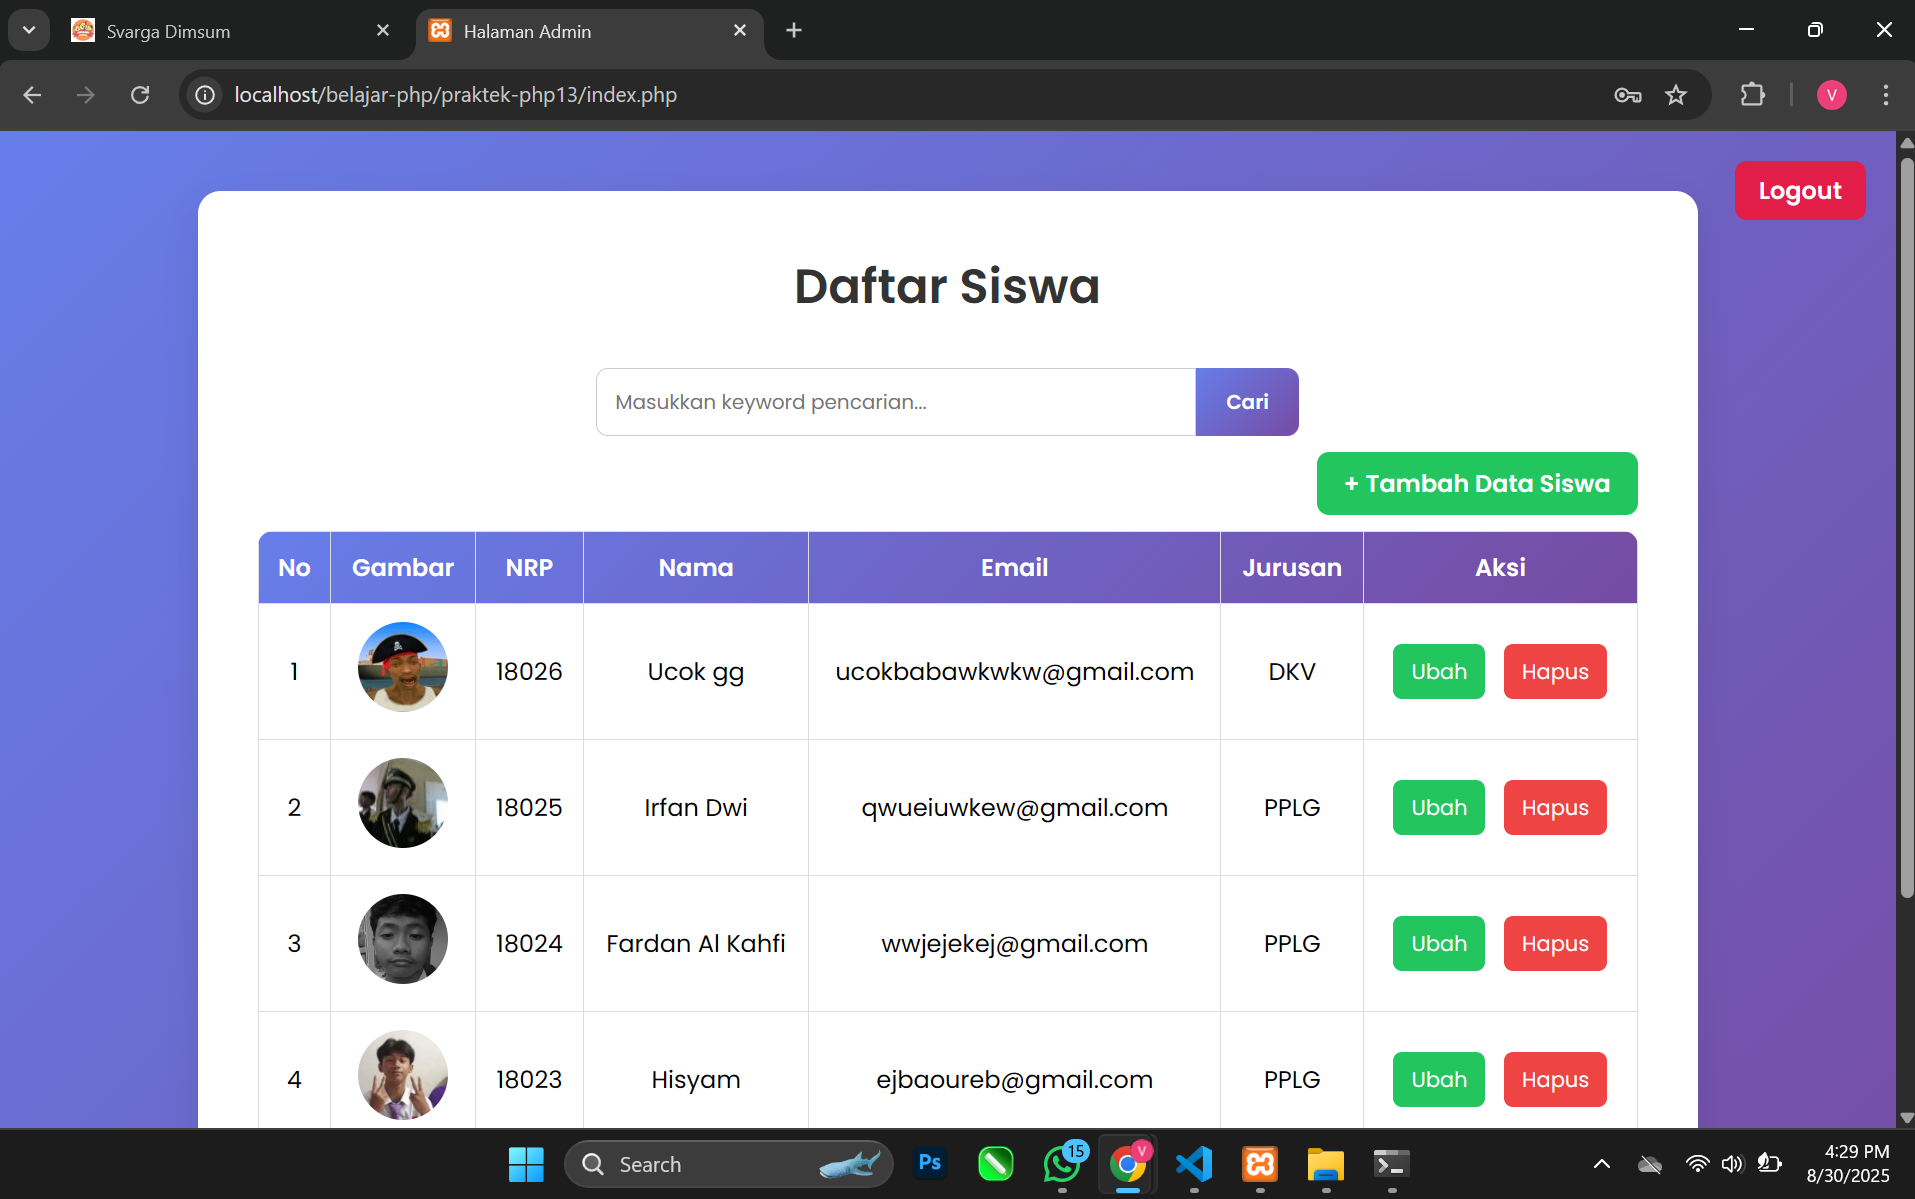 Svarga Dimsum
Halaman Admin
localhost/belajar-php/praktek-php13/index.php
V
Logout
Daftar Siswa
Masukkan keyword pencarian...
Cari
+ Tambah Data Siswa
No Gambar NRP Nama Email Jurusan Aksi
1 18026 Ucok gg ucokbabawkwkw@gmail.com DKV Ubah Hapus
2 18025 Irfan Dwi qwueiuwkew@gmail.com PPLG Ubah Hapus
3 18024 Fardan Al Kahfi wwjejekej@gmail.com PPLG Ubah Hapus
4 18023 Hisyam ejbaoureb@gmail.com PPLG Ubah Hapus
Search
Ps
15
V
4:29 PM
8/30/2025